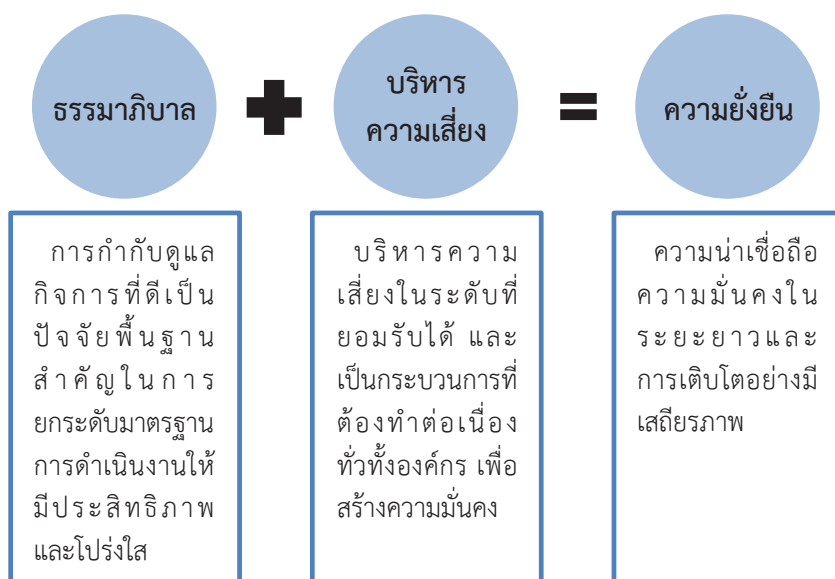 ธรรมาภิบาล
บริหาร
ความเสี่ยง
ความยั่งยืน
การกำกับดูแล
กิจการที่ดีเป็น
ปัจจัยพื้นฐาน
สำคัญในการ
ยกระดับมาตรฐาน
การดำเนินงานให้
มีประสิทธิภาพ
และโปร่งใส
บริหารความ
เสี่ยงในระดับที่
ยอมรับได้ และ
เป็นกระบวนการที่
ต้องทำต่อเนื่อง
ทั่วทั้งองค์กร เพื่อ
สร้างความมั่นคง
ความน่าเชื่อถือ
ความมั่นคงใน
ระยะยาวและ
การเติบโตอย่างมี
เสถียรภาพ